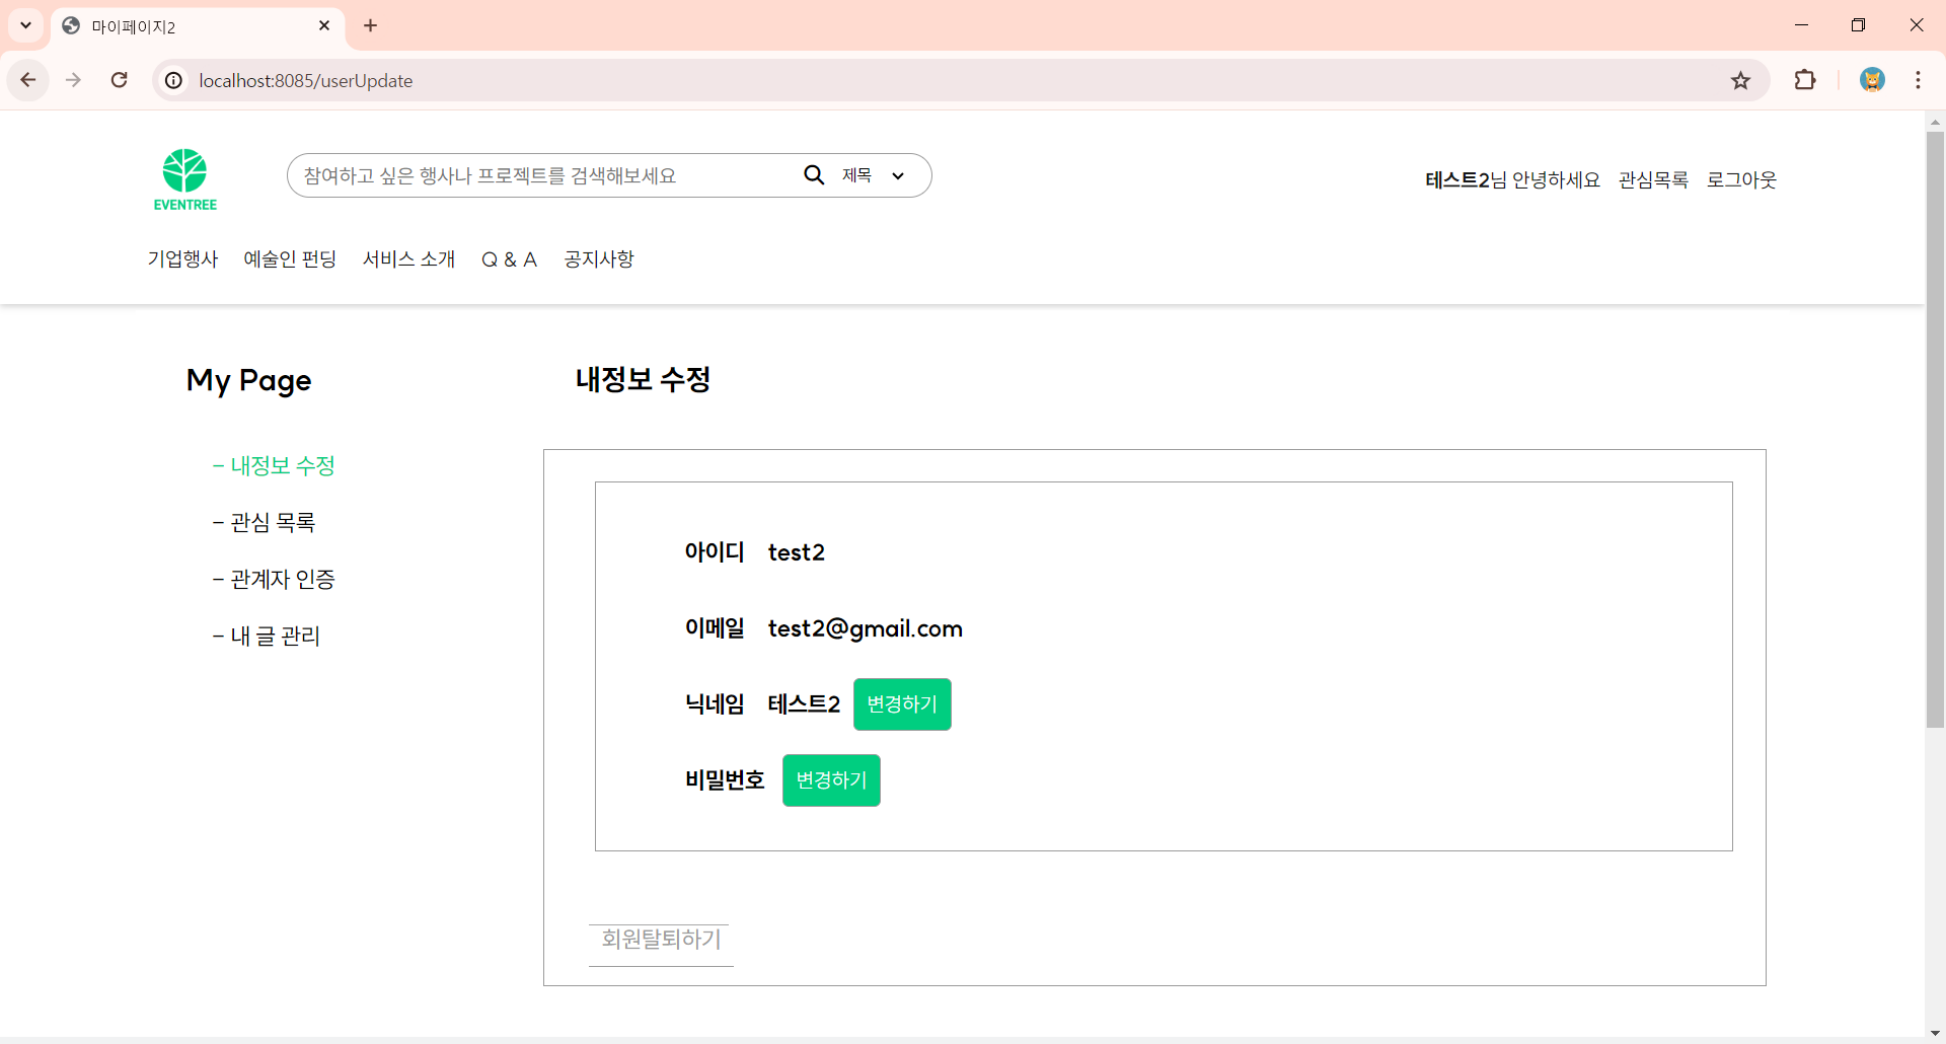 마이페이지2
localhost:8085/userUpdate
EVENTREE
참여하고 싶은 행사나 프로젝트를 검색해보세요
제목
테스트2님 안녕하세요 관심목록 로그아웃
기업행사 예술인 펀딩 서비스 소개 Q & A 공지사항
My Page
- 내정보 수정
- 관심 목록
- 관계자 인증
- 내 글 관리
내정보 수정
아이디 test2
이메일 test2@gmail.com
닉네임 테스트2 변경하기
비밀번호 변경하기
회원탈퇴하기